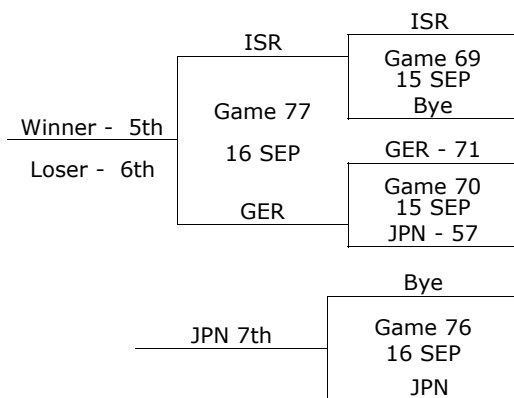 ISR
Game 69
15 SEP
Bye
ISR
Game 77
16 SEP
GER
Winner - 5th
Loser - 6th
GER - 71
Game 70
15 SEP
JPN - 57
Bye
Game 76
16 SEP
JPN
JPN 7th